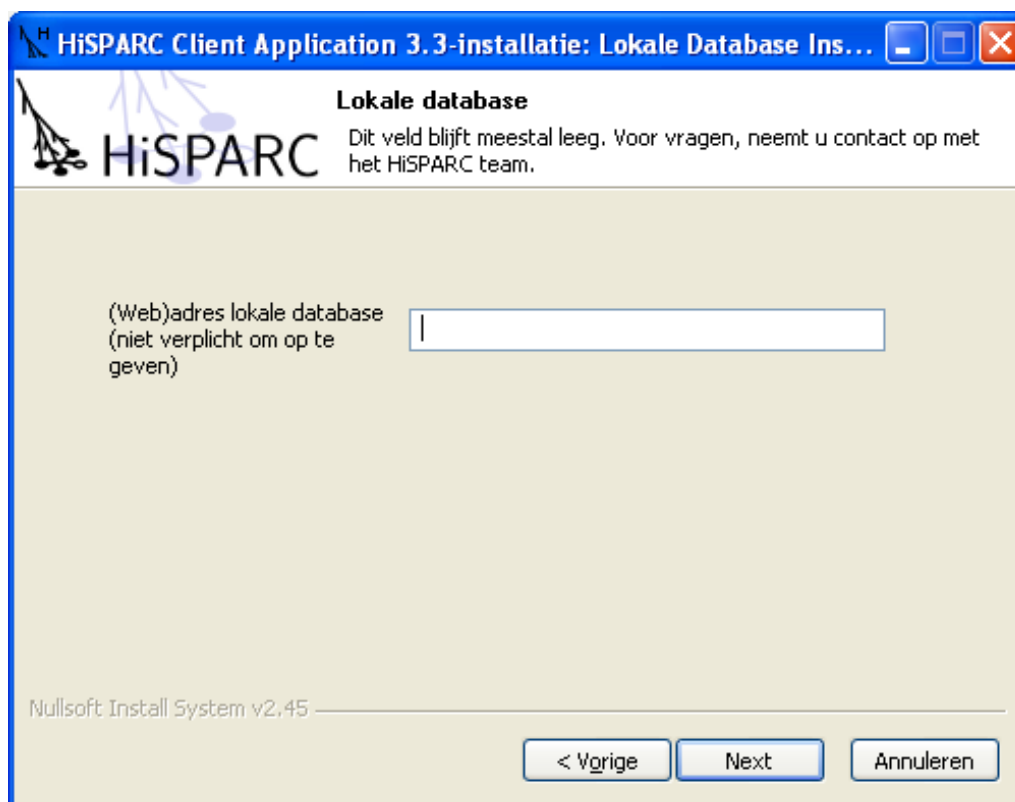 H
HiSPARC Client Application 3.3-installatie: Lokale Database Ins...
HiSPARC
Lokale database
Dit veld blijft meestal leeg. Voor vragen, neemt u contact op met
het HiSPARC team.
(Web)adres lokale database
(niet verplicht om op te
geven)
Nullsoft Install System v2.45
< Vorige
Next
Annuleren